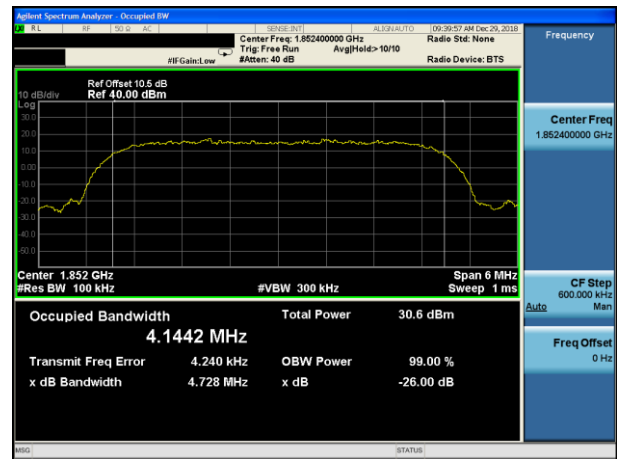 Agilent Spectrum Analyzer - Occupied BW
RL RF 50 Ω AC SENSE:INT ALIGN AUTO 09:39:57 AM Dec 29, 2018
Center Freq: 1.852400000 GHz Radio Std: None
Trig: Free Run Avg|Hold:> 10/10
#IFGain:Low #Atten: 40 dB Radio Device: BTS
Ref Offset 10.5 dB
10 dB/div Ref 40.00 dBm
Log
30.0
20.0
10.0
0.00
-10.0
-20.0
-30.0
-40.0
-50.0
Center 1.852 GHz Span 6 MHz
#Res BW 100 kHz #VBW 300 kHz Sweep 1 ms
Occupied Bandwidth Total Power 30.6 dBm
4.1442 MHz
Transmit Freq Error 4.240 kHz OBW Power 99.00 %
x dB Bandwidth 4.728 MHz x dB -26.00 dB
MSG STATUS
Frequency
Center Freq
1.852400000 GHz
CF Step
600.000 kHz
Auto Man
Freq Offset
0 Hz